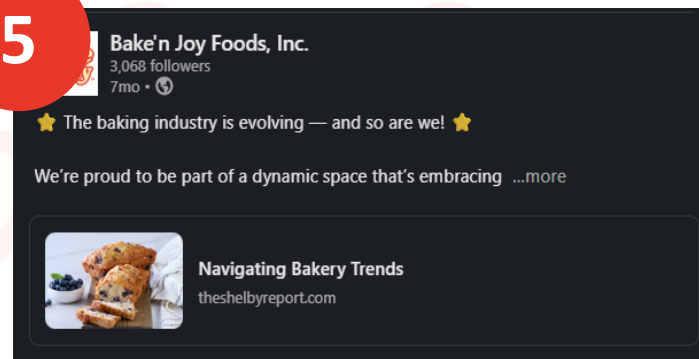 5
Bake'n Joy Foods, Inc.
3,068 followers
7mo •
⭐ The baking industry is evolving — and so are we! ⭐
We're proud to be part of a dynamic space that's embracing ...more
Navigating Bakery Trends
theshelbyreport.com